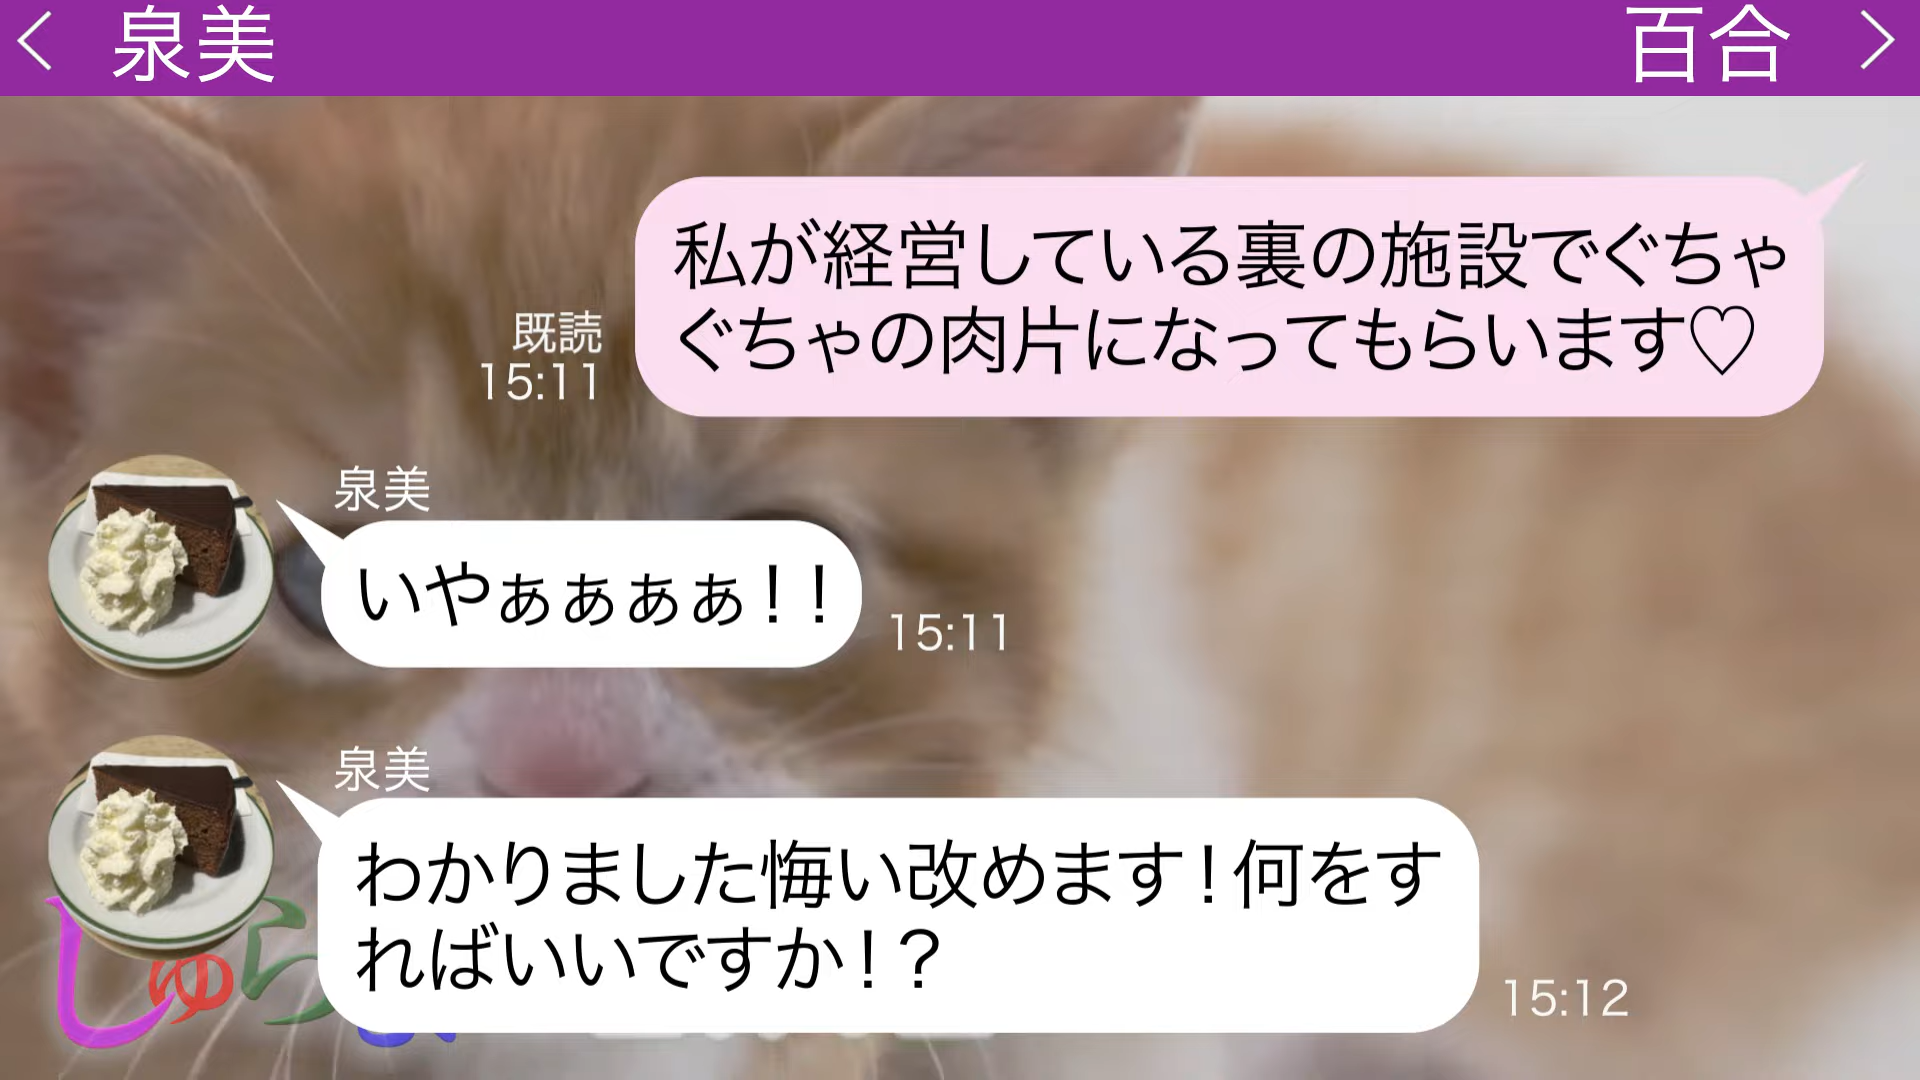 泉美
百合
私が経営している裏の施設でぐちゃ
ぐちゃの肉片になってもらいます♡
既読
15:11
泉美
いやぁぁぁぁ！！
15:11
泉美
わかりました悔い改めます！何をす
ればいいですか！？
15:12
しゅら